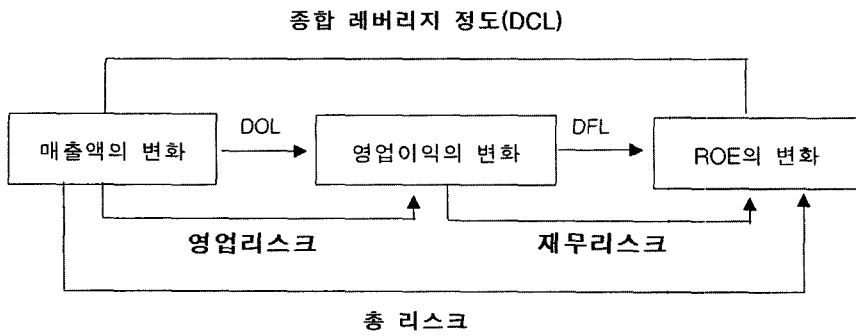 종합 레버리지 정도(DCL)
DOL
DFL
매출액의 변화
영업이익의 변화
ROE의 변화
영업리스크
재무리스크
총 리스크